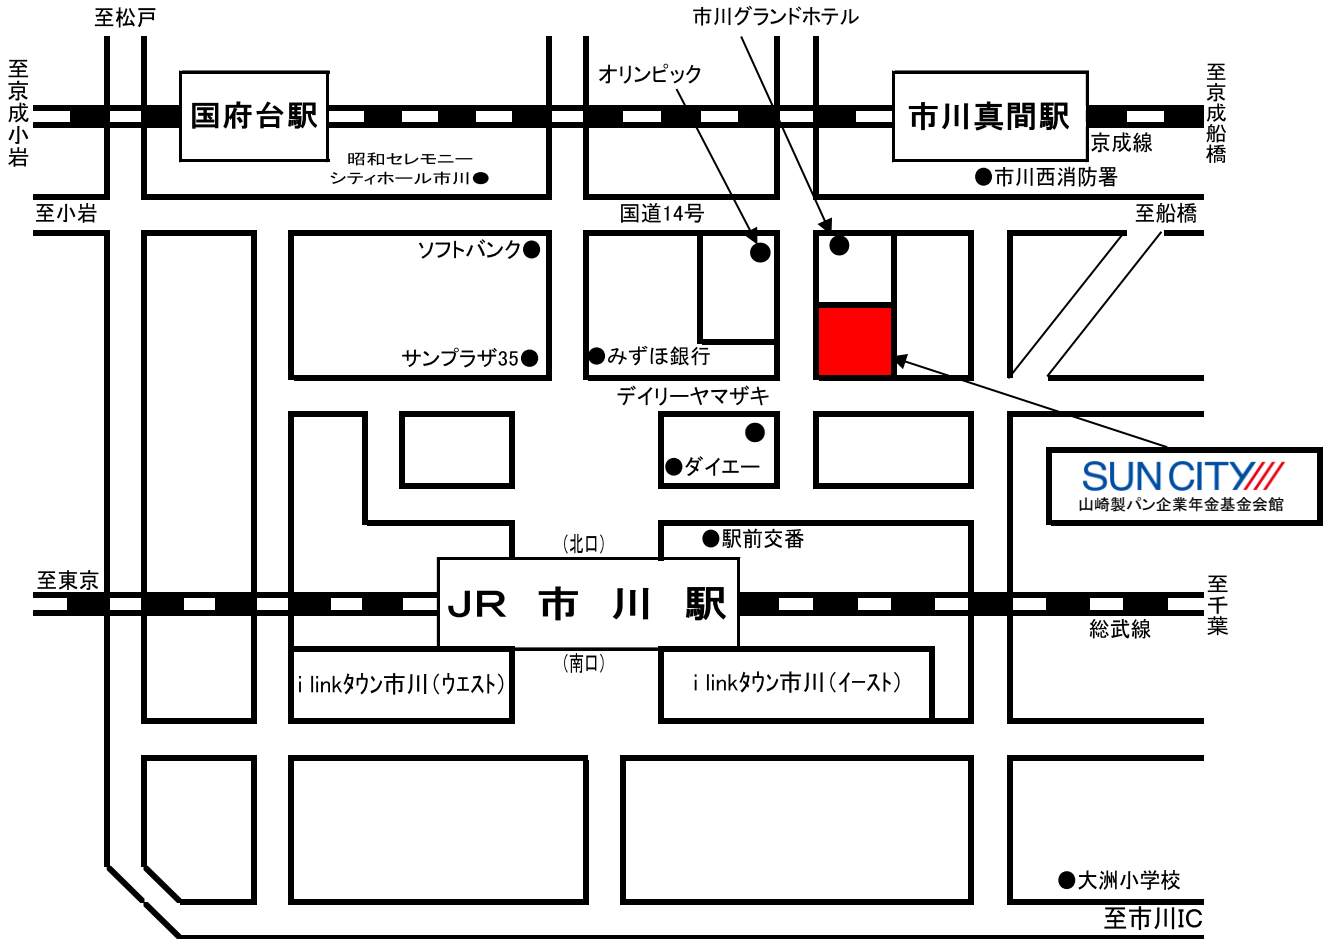 至松戸
市川グランドホテル
至京成小岩
オリンピック
至京成船橋
国府台駅
市川真間駅
京成線
昭和セレモニー
シティホール市川
市川西消防署
至小岩
国道14号
至船橋
ソフトバンク
サンプラザ35
みずほ銀行
デイリーヤマザキ
ダイエー
SUN CITY
山崎製パン企業年金基金会館
駅前交番
(北口)
至東京
JR 市 川 駅
至千葉
総武線
(南口)
i linkタウン市川(ウエスト)
i linkタウン市川(イースト)
大洲小学校
至市川IC